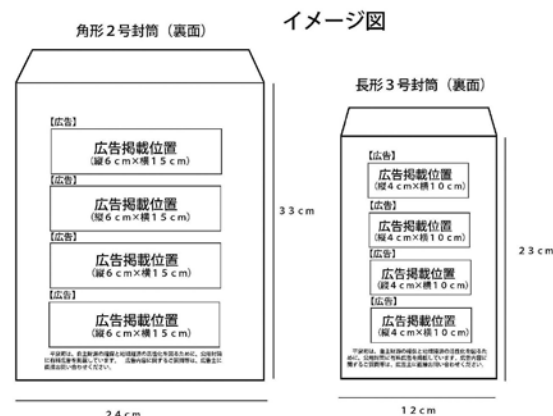 イメージ図
角形２号封筒（裏面）
【広告】
広告掲載位置
（縦６ｃｍ×横１５ｃｍ）
【広告】
広告掲載位置
（縦６ｃｍ×横１５ｃｍ）
【広告】
広告掲載位置
（縦６ｃｍ×横１５ｃｍ）
【広告】
広告掲載位置
（縦６ｃｍ×横１５ｃｍ）
３３ｃｍ
２４ｃｍ
長形３号封筒（裏面）
【広告】
広告掲載位置
（縦４ｃｍ×横１０ｃｍ）
【広告】
広告掲載位置
（縦４ｃｍ×横１０ｃｍ）
【広告】
広告掲載位置
（縦４ｃｍ×横１０ｃｍ）
【広告】
広告掲載位置
（縦４ｃｍ×横１０ｃｍ）
２３ｃｍ
１２ｃｍ